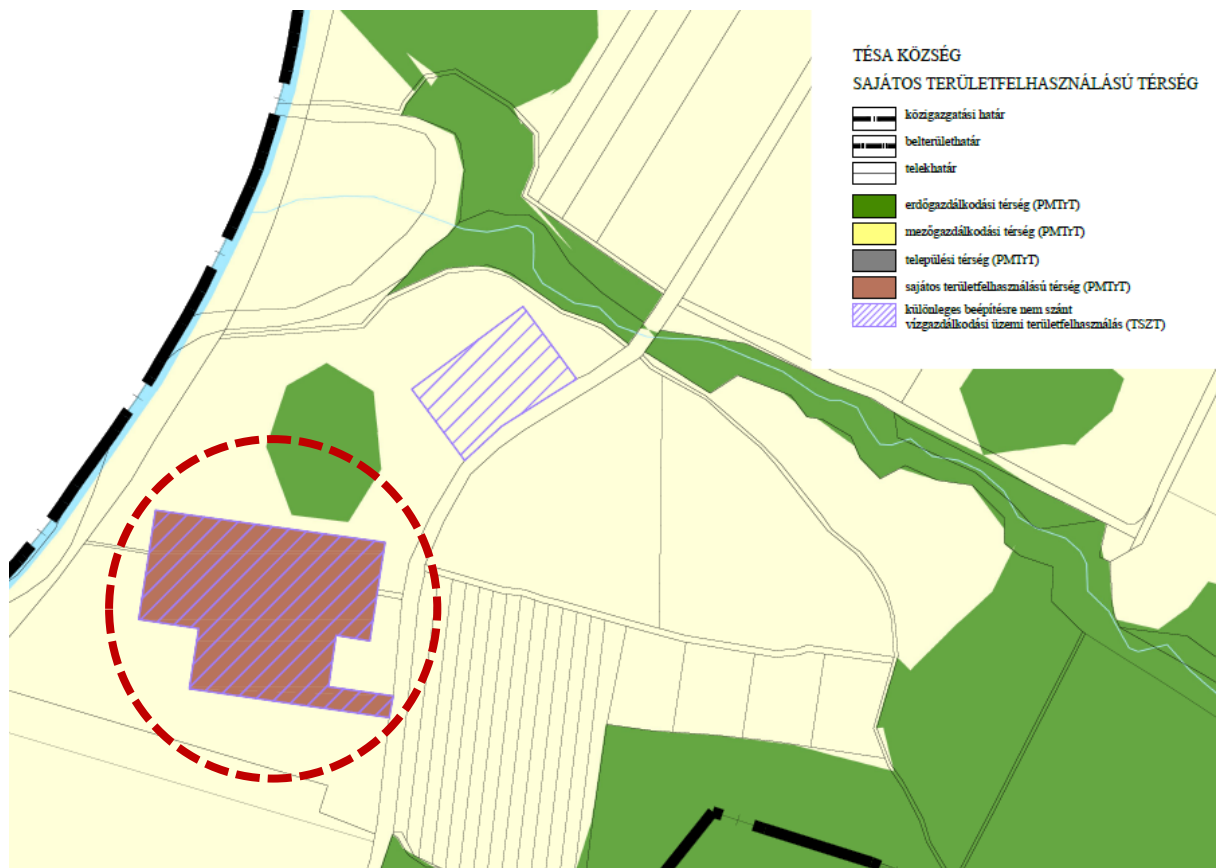 TÉSA KÖZSÉG
SAJÁTOS TERÜLETFELHASZNÁLÁSÚ TÉRSÉG
közigazgatási határ
belterülethatár
telekhatár
erdőgazdálkodási térség (PMTrT)
mezőgazdálkodási térség (PMTrT)
települési térség (PMTrT)
sajátos területfelhasználású térség (PMTrT)
különleges beépítésre nem szánt
vízgazdálkodási üzemi területfelhasználás (TSZT)